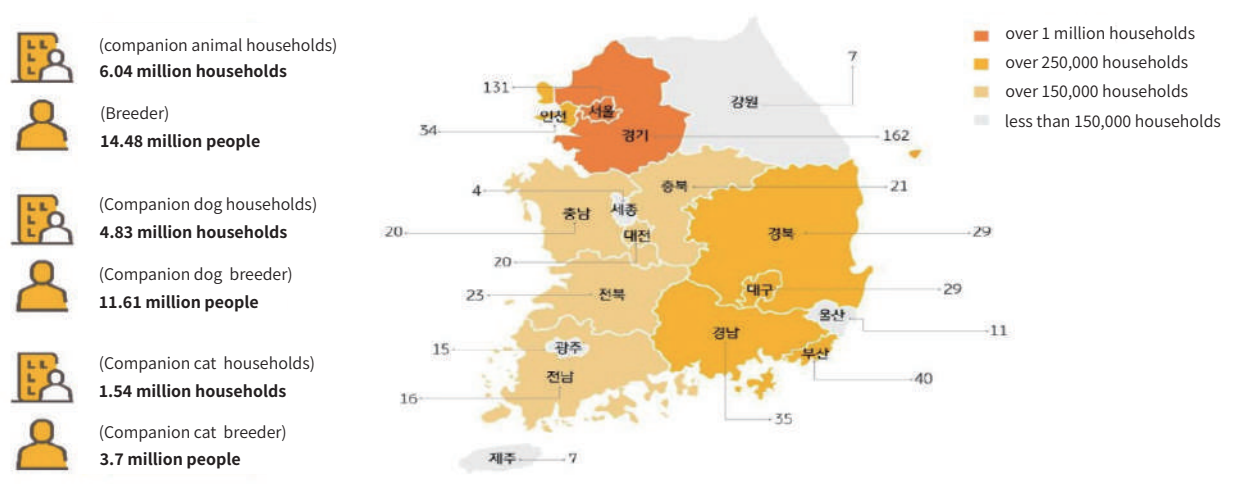 (companion animal households)
6.04 million households
(Breeder)
14.48 million people
(Companion dog households)
4.83 million households
(Companion dog breeder)
11.61 million people
(Companion cat households)
1.54 million households
(Companion cat breeder)
3.7 million people
7
131
강원
서울
인천
34
경기
162
충북
21
4
세종
충남
20
대전
경북
29
20
23
전북
대구
29
울산
11
경남
15
광주
부산
전남
40
16
35
제주
7
over 1 million households
over 250,000 households
over 150,000 households
less than 150,000 households